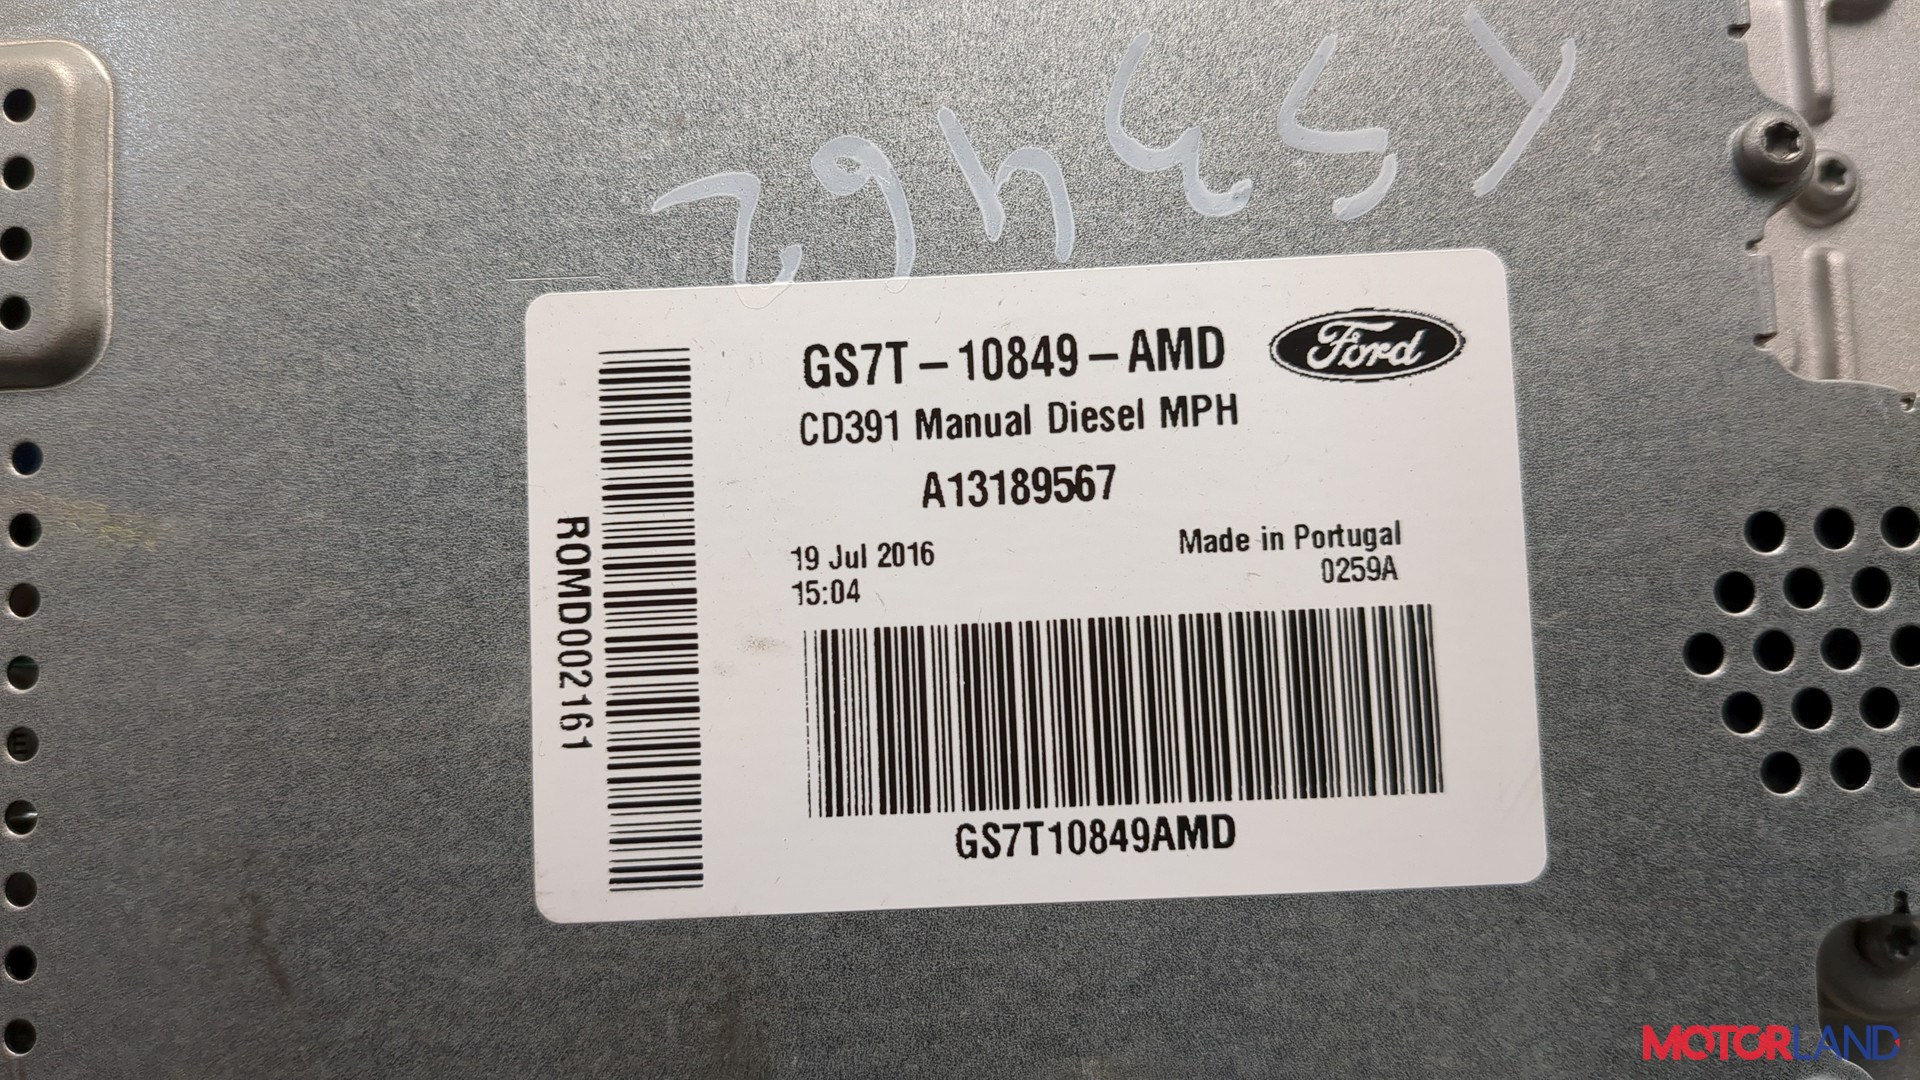 GS7T-10849-AMD
Ford
CD391 Manual Diesel MPH
A13189567
19 Jul 2016
15:04
Made in Portugal
0259A
ROMD002161
GS7T10849AMD
MOTORLAND